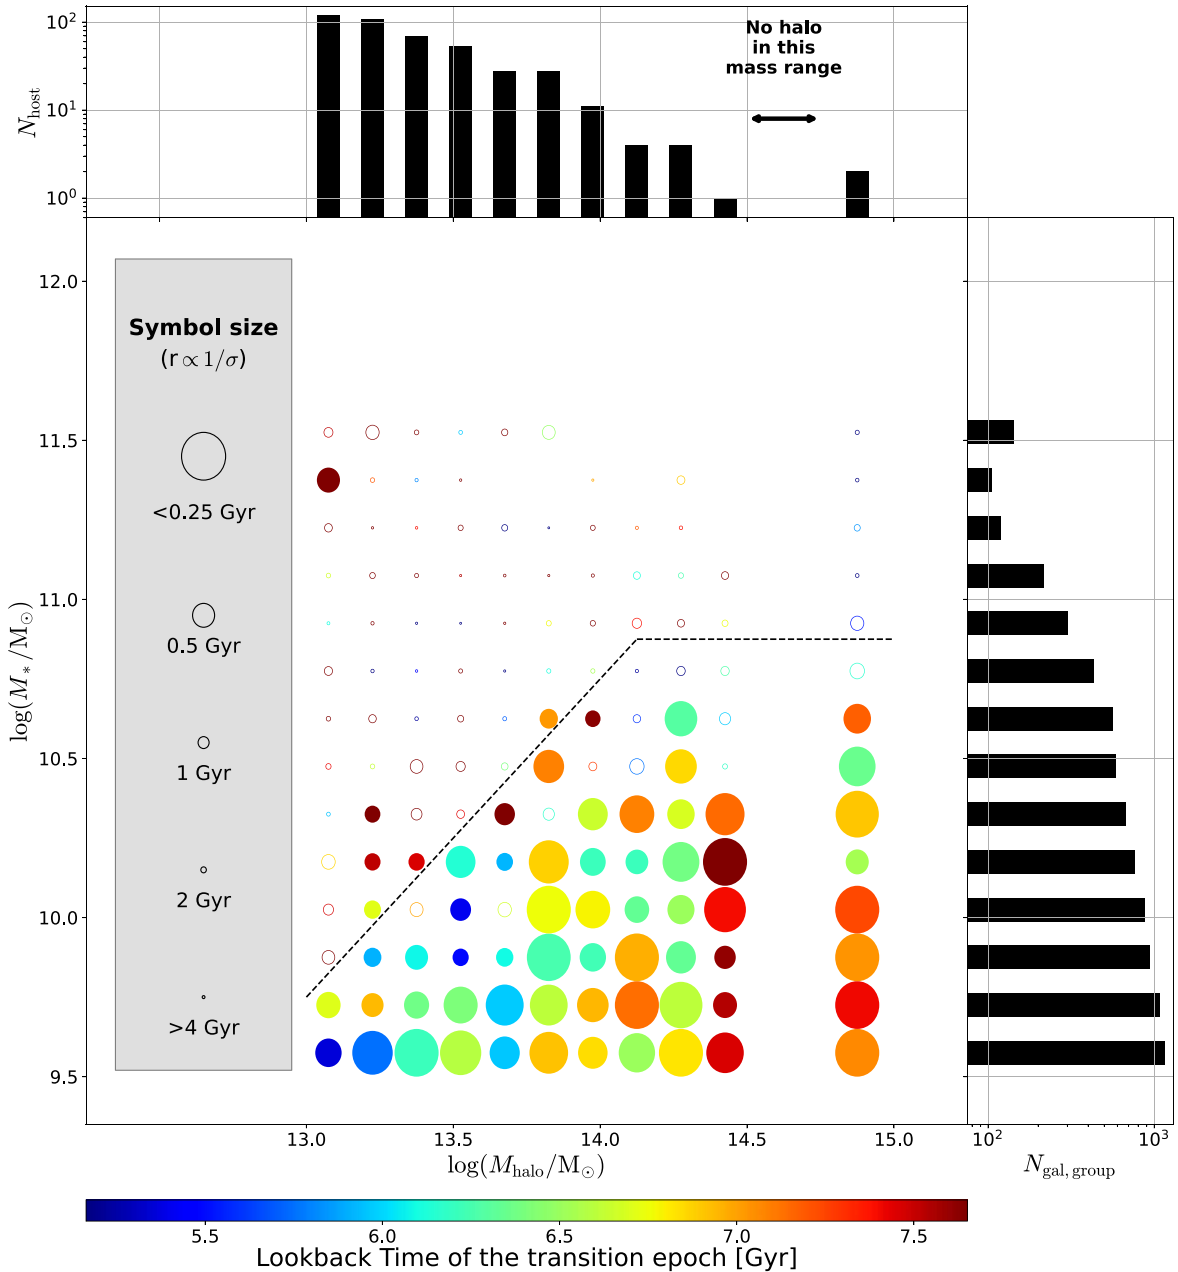 10²
10¹
10⁰
N_host
No halo
in this
mass range
12.0
11.5
11.0
10.5
10.0
9.5
log(M_*/M_⊙)
Symbol size
(r ∝ 1/σ)
<0.25 Gyr
0.5 Gyr
1 Gyr
2 Gyr
>4 Gyr
13.0 13.5 14.0 14.5 15.0
log(M_halo/M_⊙)
10² 10³
N_gal, group
5.5 6.0 6.5 7.0 7.5
Lookback Time of the transition epoch [Gyr]